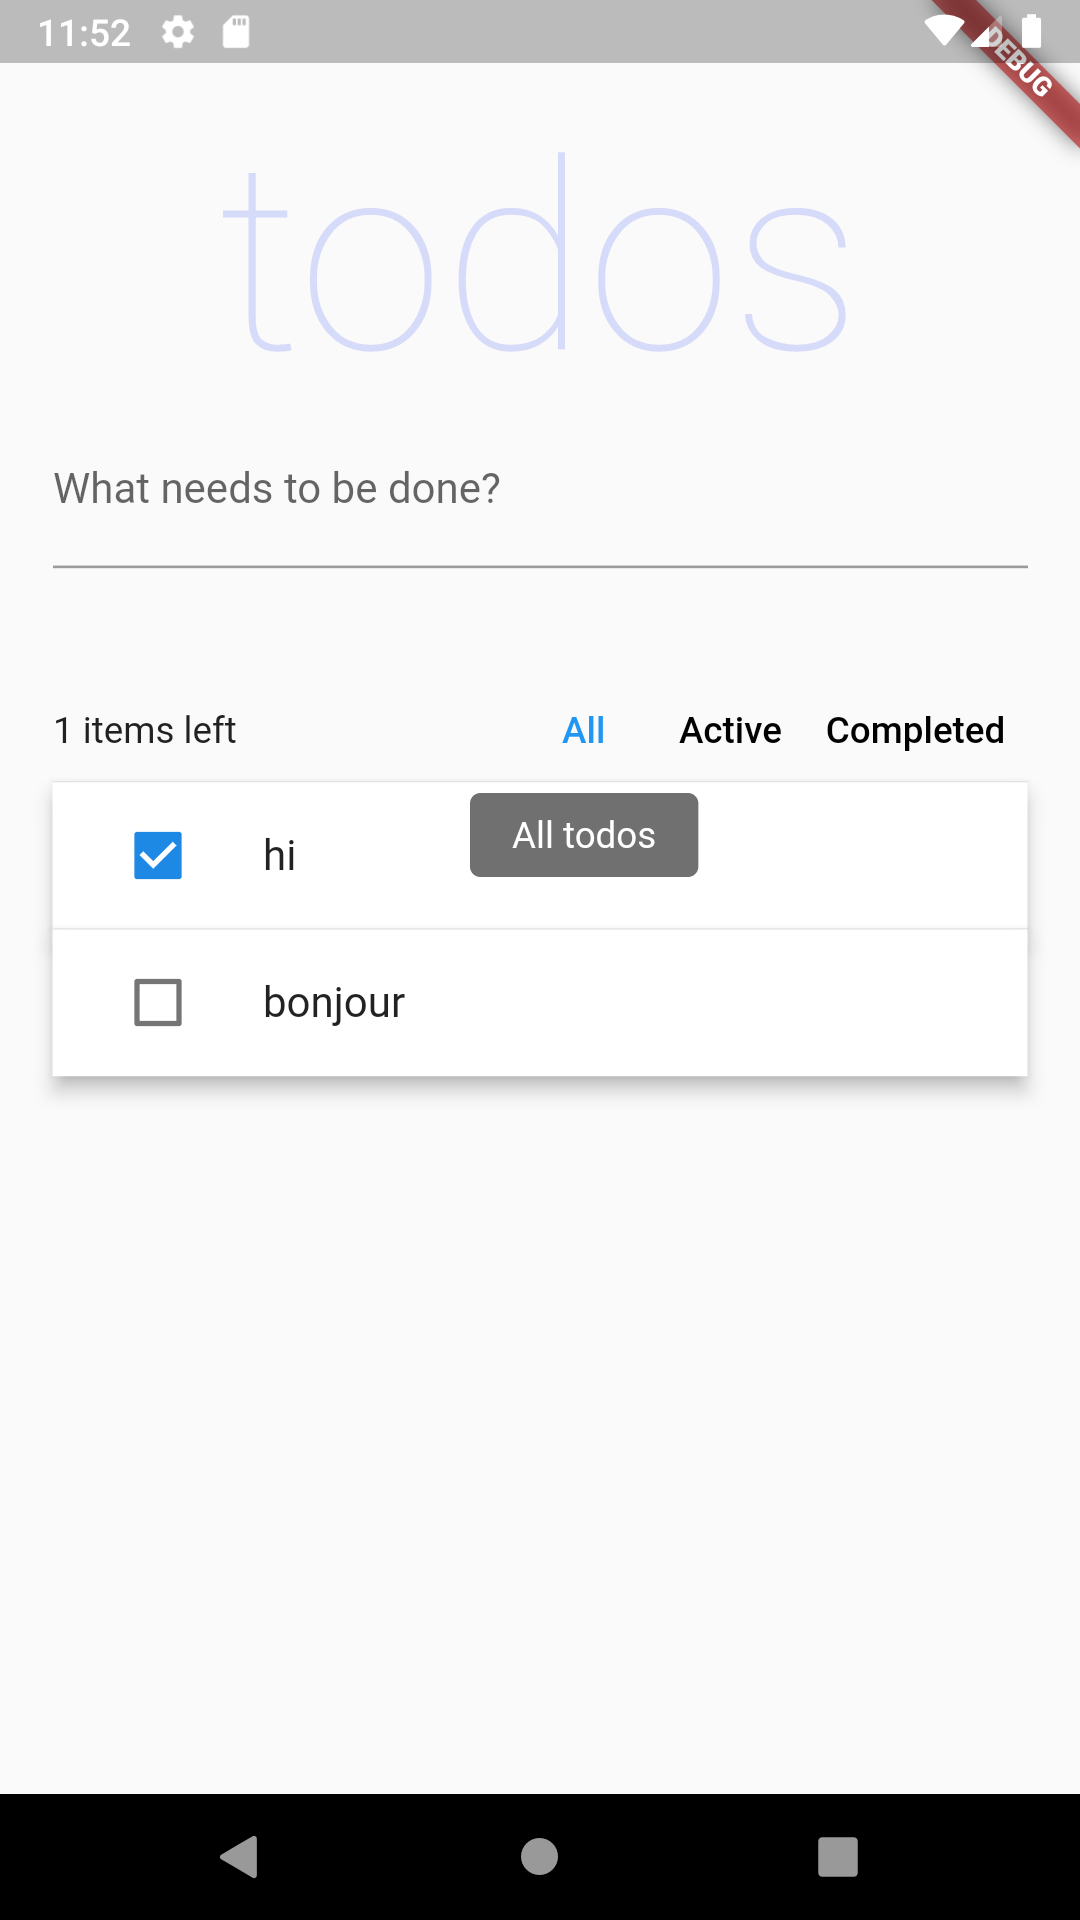 11:52
DEBUG
todos
What needs to be done?
1 items left All Active Completed
All todos
hi
bonjour